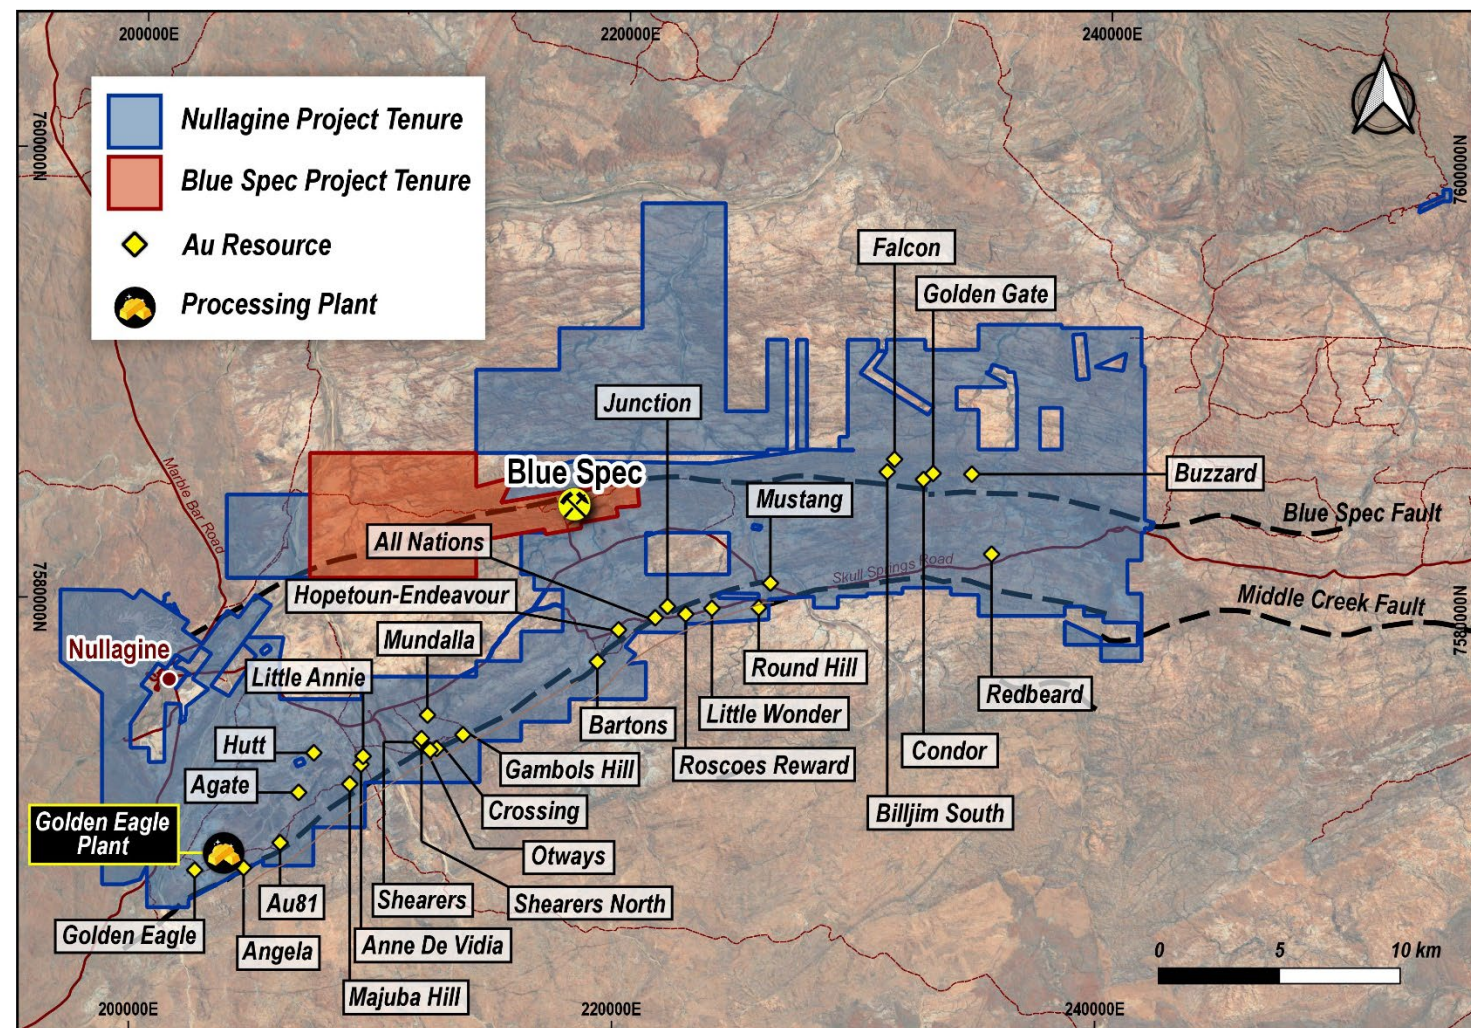 200000E
220000E
240000E
7600000N
7600000N
Nullagine Project Tenure
Blue Spec Project Tenure
Au Resource
Processing Plant
Falcon
Golden Gate
Junction
Blue Spec
Buzzard
Mustang
Marble Bar Road
Blue Spec Fault
All Nations
Skull Springs Road
7580000N
Hopetoun-Endeavour
Middle Creek Fault
7580000N
Mundalla
Nullagine
Little Annie
Round Hill
Redbeard
Bartons
Little Wonder
Hutt
Condor
Gambols Hill
Roscoes Reward
Agate
Crossing
Billjim South
Golden Eagle
Plant
Otways
Au81
Shearers
Shearers North
Golden Eagle
Angela
Anne De Vidia
Majuba Hill
0 5 10 km
200000E
220000E
240000E